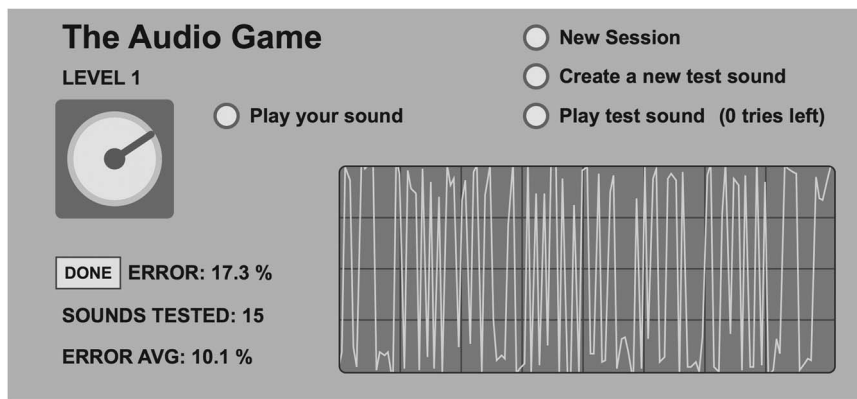 The Audio Game
LEVEL 1
Play your sound
New Session
Create a new test sound
Play test sound (0 tries left)
DONE ERROR: 17.3 %
SOUNDS TESTED: 15
ERROR AVG: 10.1 %